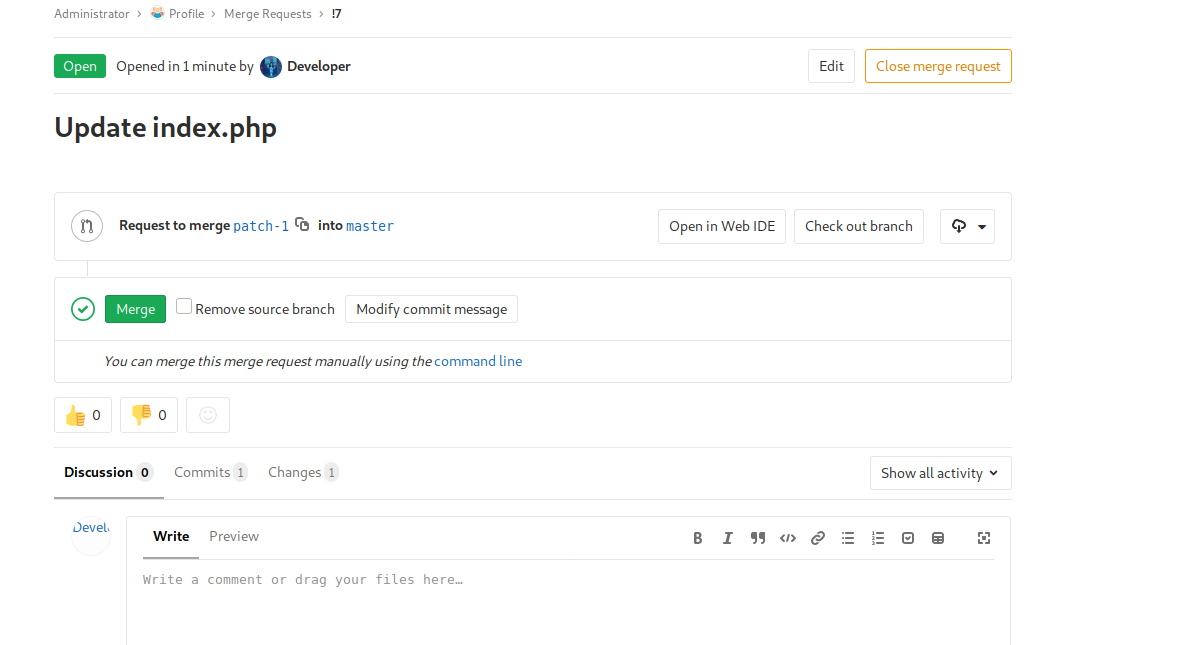 Administrator › Profile › Merge Requests › !7
Open Opened in 1 minute by Developer Edit Close merge request
Update index.php
Request to merge patch-1 into master Open in Web IDE Check out branch
Merge Remove source branch Modify commit message
You can merge this merge request manually using the command line
0 0
Discussion 0 Commits 1 Changes 1 Show all activity
Devel
Write Preview
Write a comment or drag your files here…